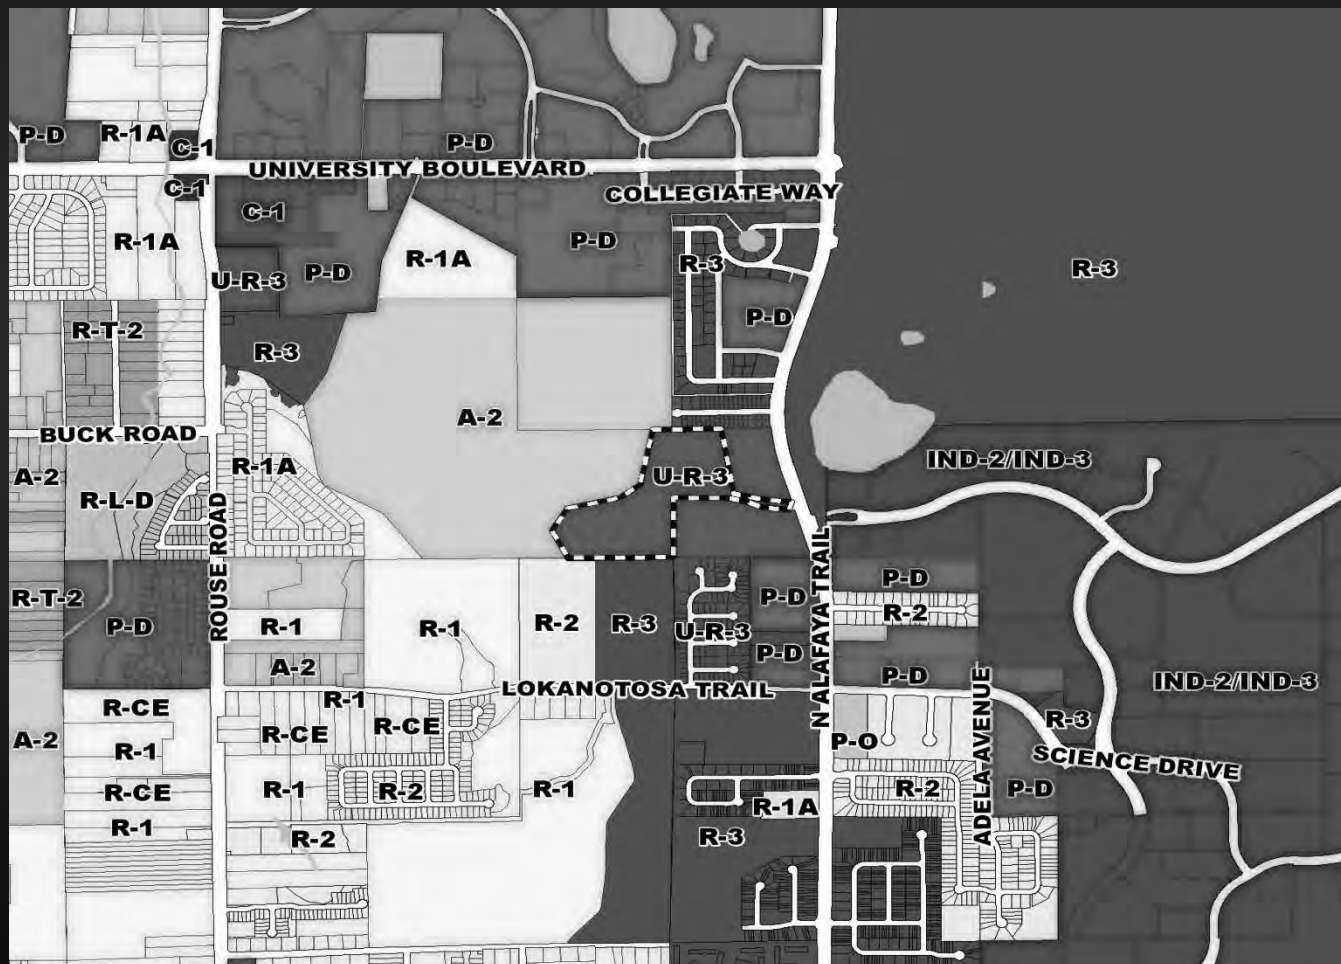 P-D
R-1A
C-1
P-D
UNIVERSITY BOULEVARD
C-1
COLLEGIATE WAY
C-1
R-1A
P-D
R-1A
R-3
R-3
U-R-3
P-D
P-D
R-T-2
R-3
A-2
BUCK ROAD
IND-2/IND-3
A-2
R-1A
U-R-3
R-L-D
ROUSE ROAD
N ALAFAYA TRAIL
P-D
R-T-2
P-D
R-2
P-D
R-1
R-1
R-2
R-3
U-R-3
P-D
A-2
P-D
IND-2/IND-3
LOKANOTOSA TRAIL
R-1
R-CE
ADELA AVENUE
R-3
R-CE
R-CE
A-2
P-O
R-1
SCIENCE DRIVE
R-CE
R-1
R-2
R-1
R-2
P-D
R-1A
R-1
R-2
R-3